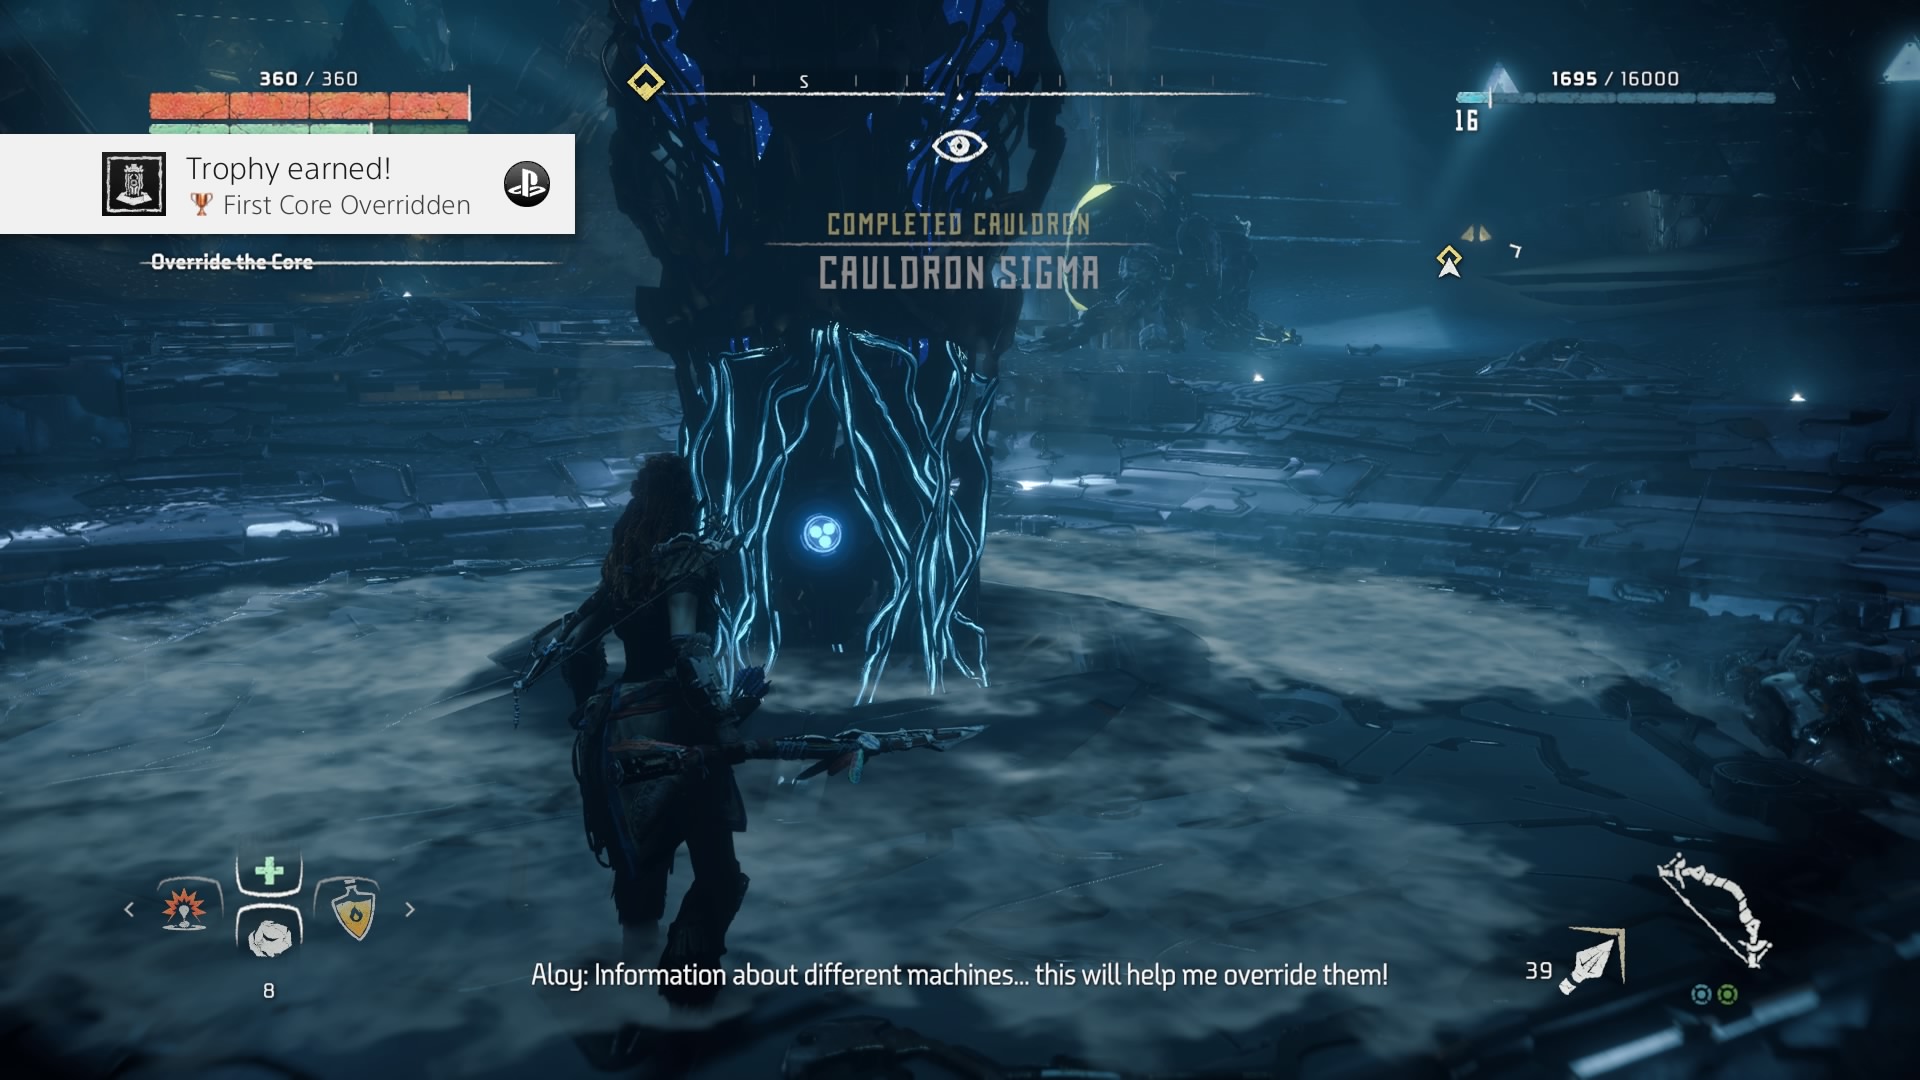 360 / 360
S
1695 / 16000
16
Trophy earned!
First Core Overridden
Override the Core
COMPLETED CAULDRON
CAULDRON SIGMA
8
39
Aloy: Information about different machines... this will help me override them!